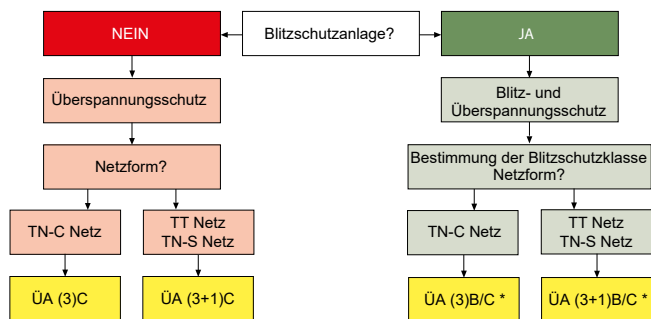 NEIN
Blitzschutzanlage?
JA
Überspannungsschutz
Blitz- und
Überspannungsschutz
Netzform?
Bestimmung der Blitzschutzklasse
Netzform?
TN-C Netz
TT Netz
TN-S Netz
TN-C Netz
TT Netz
TN-S Netz
ÜA (3)C
ÜA (3+1)C
ÜA (3)B/C *
ÜA (3+1)B/C *